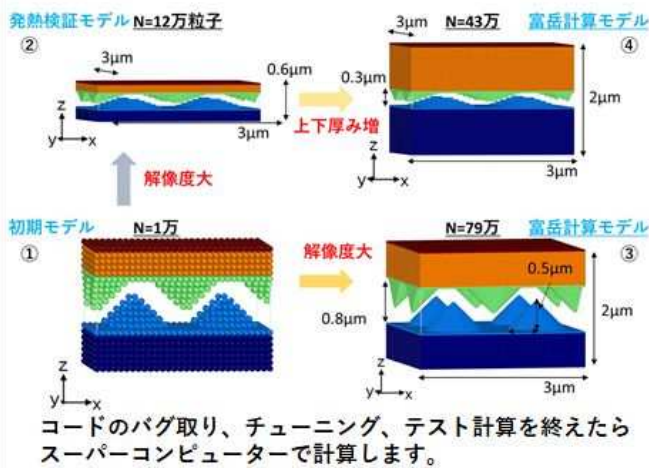 発熱検証モデル N=12万粒子
②
3μm
0.6μm
3μm
z
y x
上下厚み増
N=43万 富岳計算モデル
④
3μm
0.3μm
2μm
3μm
z
y x
解像度大
初期モデル N=1万
①
z
y x
解像度大
N=79万 富岳計算モデル
③
0.5μm
0.8μm
2μm
3μm
z
y x
コードのバグ取り、チューニング、テスト計算を終えたら
スーパーコンピューターで計算します。